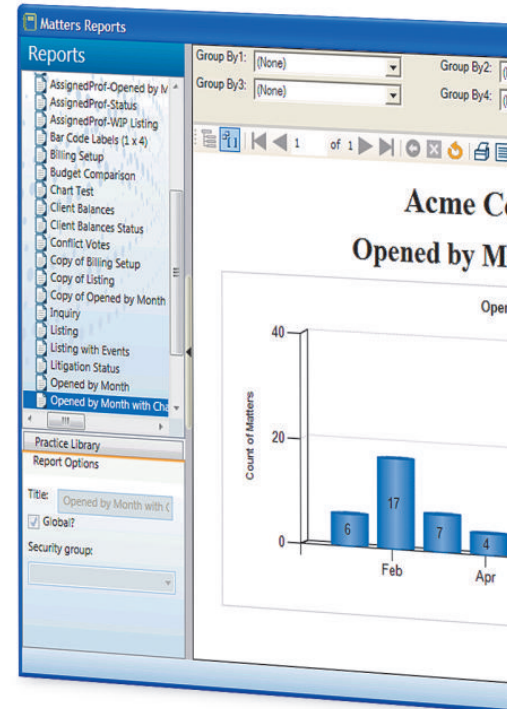 Matters Reports
Reports
AssignedProf-Opened by M
AssignedProf-Status
AssignedProf-WIP Listing
Bar Code Labels (1 x 4)
Billing Setup
Budget Comparison
Chart Test
Client Balances
Client Balances Status
Conflict Votes
Copy of Billing Setup
Copy of Listing
Copy of Opened by Month
Inquiry
Listing
Listing with Events
Litigation Status
Opened by Month
Opened by Month with Cha
Practice Library
Report Options
Title: Opened by Month with C
Global?
Security group:
Group By1: (None) Group By2:
Group By3: (None) Group By4:
1 of 1
Acme Co
Opened by M
Open
Count of Matters
40
20
0
6
17
7
4
Feb
Apr